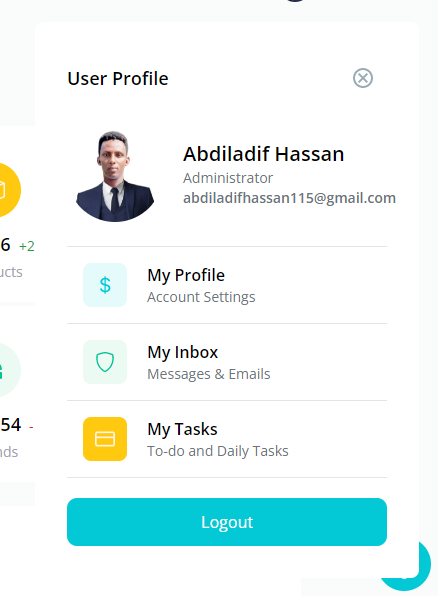 User Profile
Abdiladif Hassan
Administrator
abdiladifhassan115@gmail.com
6 +2
ucts
My Profile
Account Settings
My Inbox
Messages & Emails
54 -
nds
My Tasks
To-do and Daily Tasks
Logout